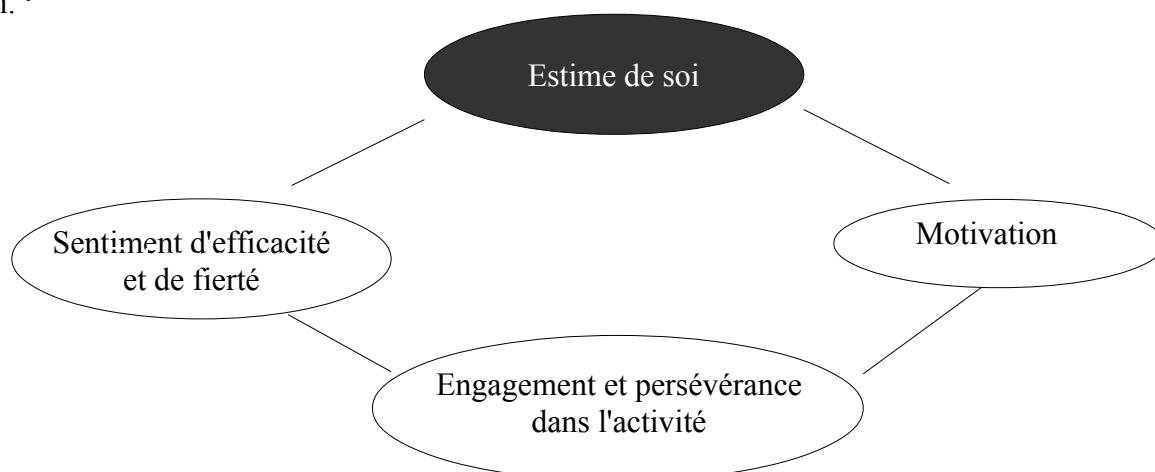 i.
Estime de soi
Sentiment d'efficacité
et de fierté
Motivation
Engagement et persévérance
dans l'activité